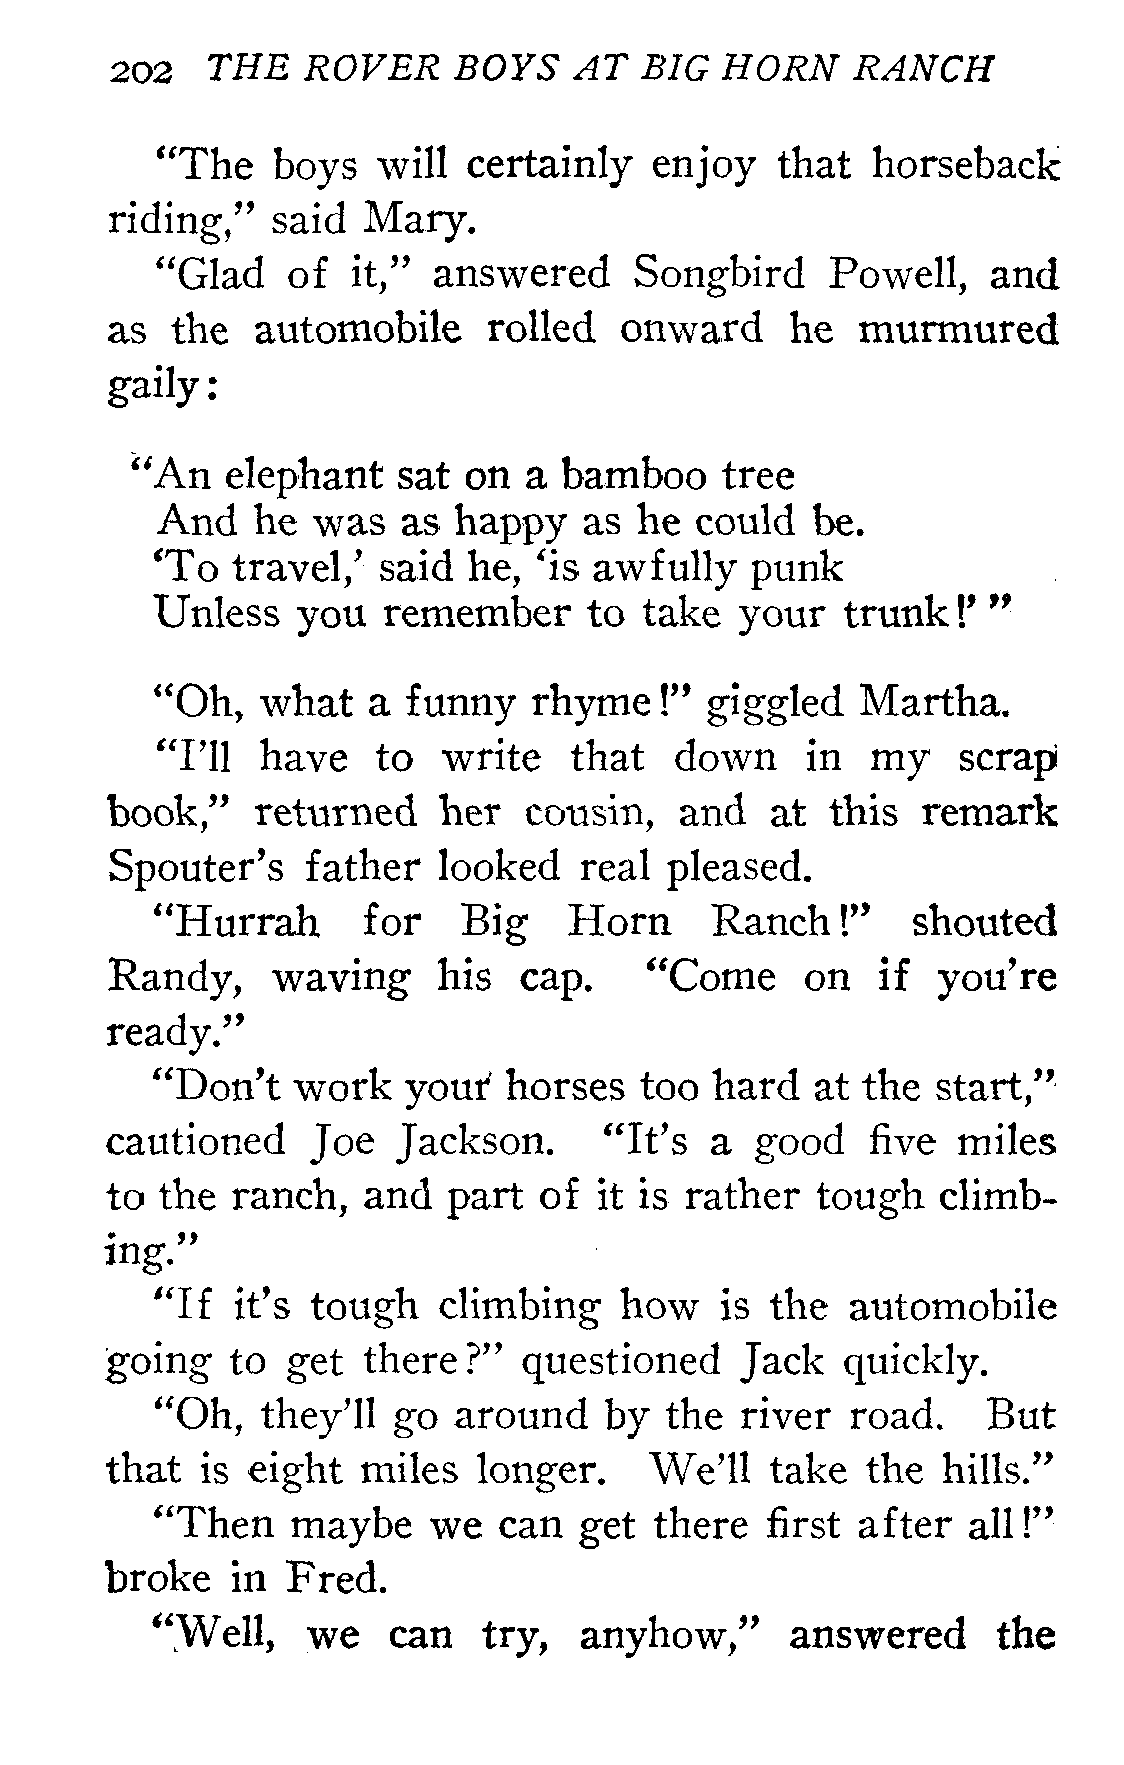 202 THE ROVER BOYS AT BIG HORN RANCH
“The boys will certainly enjoy that horseback
riding,” said Mary.
“Glad of it,” answered Songbird Powell, and
as the automobile rolled onward he murmured
gaily:
“An elephant sat on a bamboo tree
And he was as happy as he could be.
‘To travel,’ said he, ‘is awfully punk
Unless you remember to take your trunk!’ ”
“Oh, what a funny rhyme!” giggled Martha.
“I’ll have to write that down in my scrap
book,” returned her cousin, and at this remark
Spouter’s father looked real pleased.
“Hurrah for Big Horn Ranch!” shouted
Randy, waving his cap. “Come on if you’re
ready.”
“Don’t work your horses too hard at the start,”
cautioned Joe Jackson. “It’s a good five miles
to the ranch, and part of it is rather tough climb-
ing.”
“If it’s tough climbing how is the automobile
going to get there?” questioned Jack quickly.
“Oh, they’ll go around by the river road. But
that is eight miles longer. We’ll take the hills.”
“Then maybe we can get there first after all!”
broke in Fred.
“Well, we can try, anyhow,” answered the